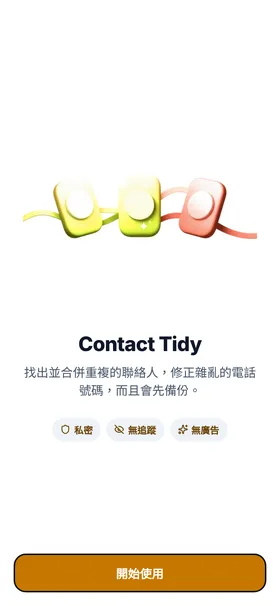 Contact Tidy
找出並合併重複的聯絡人，修正雜亂的電話
號碼，而且會先備份。
私密 無追蹤 無廣告
開始使用